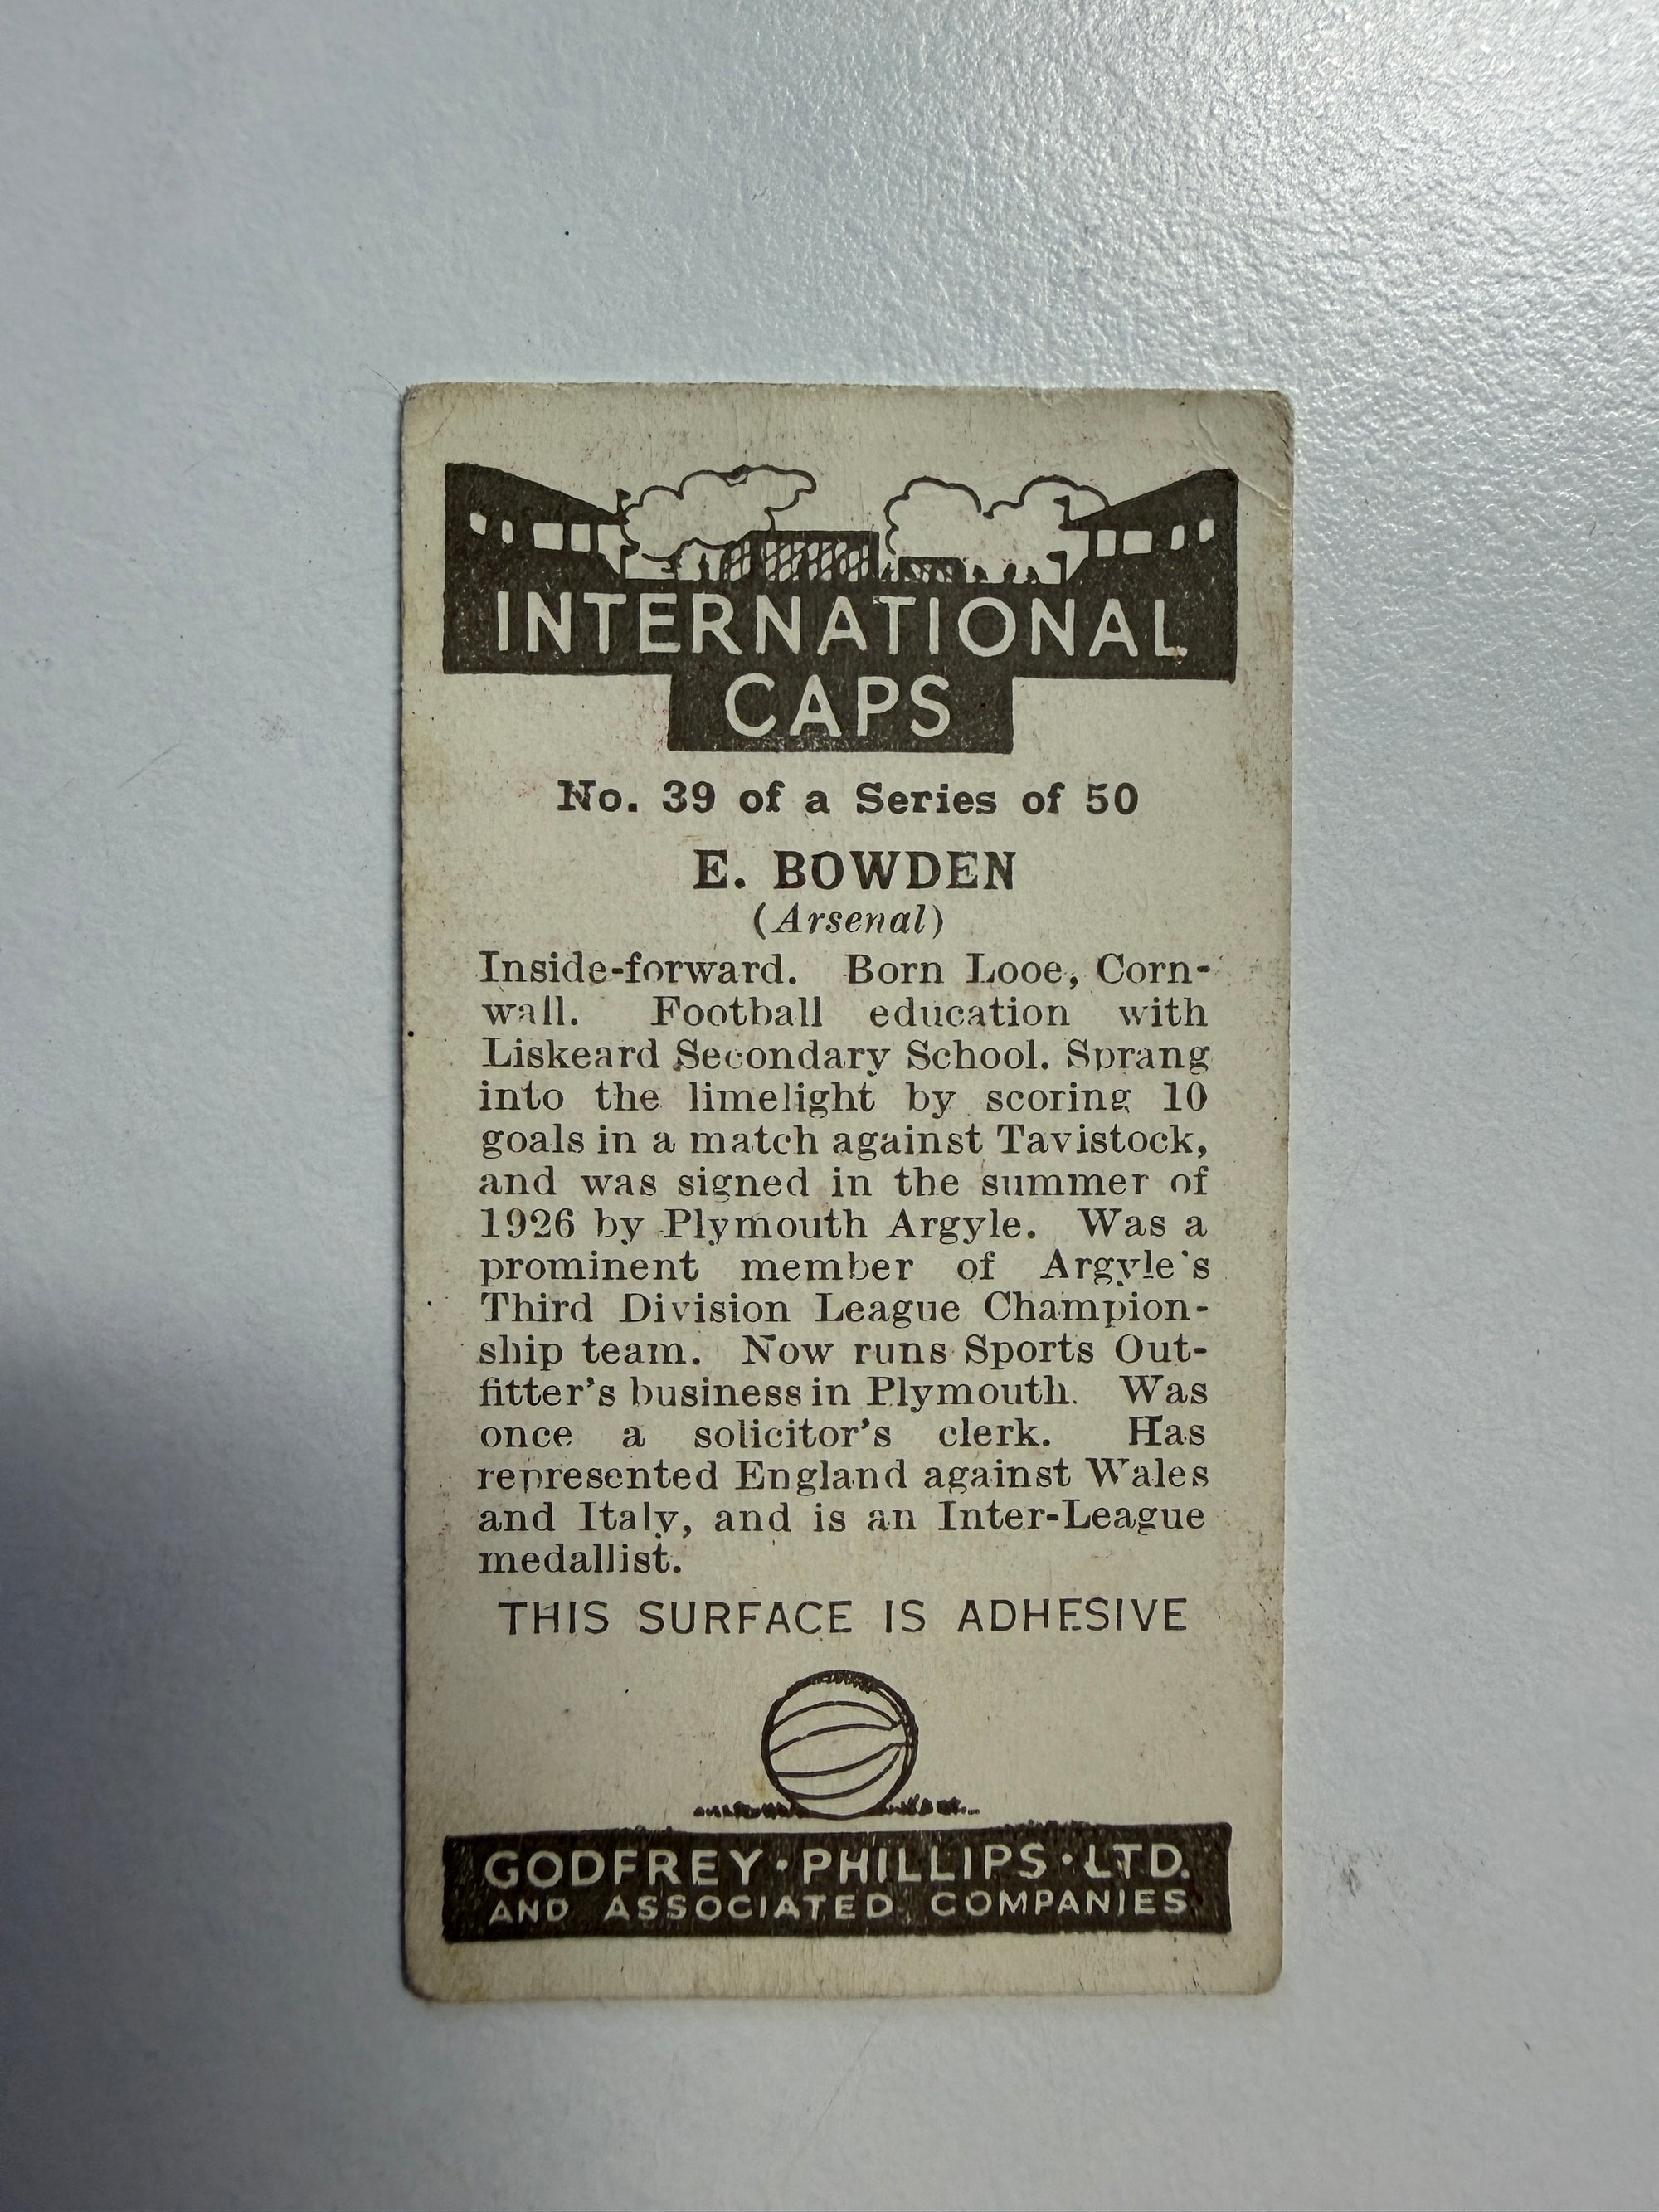 INTERNATIONAL
CAPS
No. 39 of a Series of 50
E. BOWDEN
(Arsenal)
Inside-forward. Born Looe, Corn-
wall. Football education with
Liskeard Secondary School. Sprang
into the limelight by scoring 10
goals in a match against Tavistock,
and was signed in the summer of
1926 by Plymouth Argyle. Was a
prominent member of Argyle's
Third Division League Champion-
ship team. Now runs Sports Out-
fitter's business in Plymouth. Was
once a solicitor's clerk. Has
represented England against Wales
and Italy, and is an Inter-League
medallist.
THIS SURFACE IS ADHESIVE
GODFREY·PHILLIPS·LTD.
AND ASSOCIATED COMPANIES